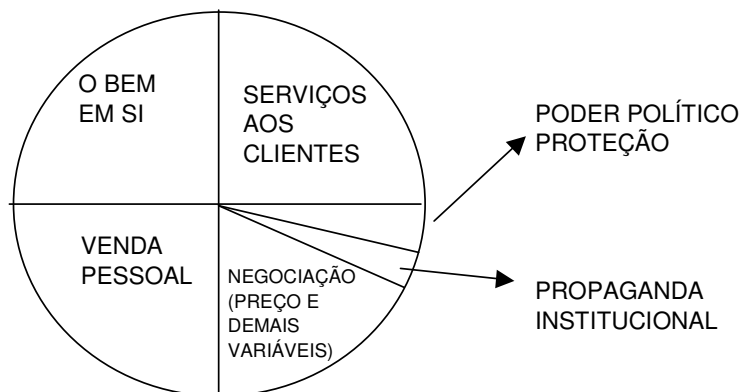 O BEM
EM SI
SERVIÇOS
AOS
CLIENTES
PODER POLÍTICO
PROTEÇÃO
VENDA
PESSOAL
NEGOCIAÇÃO
(PREÇO E
DEMAIS
VARIÁVEIS)
PROPAGANDA
INSTITUCIONAL